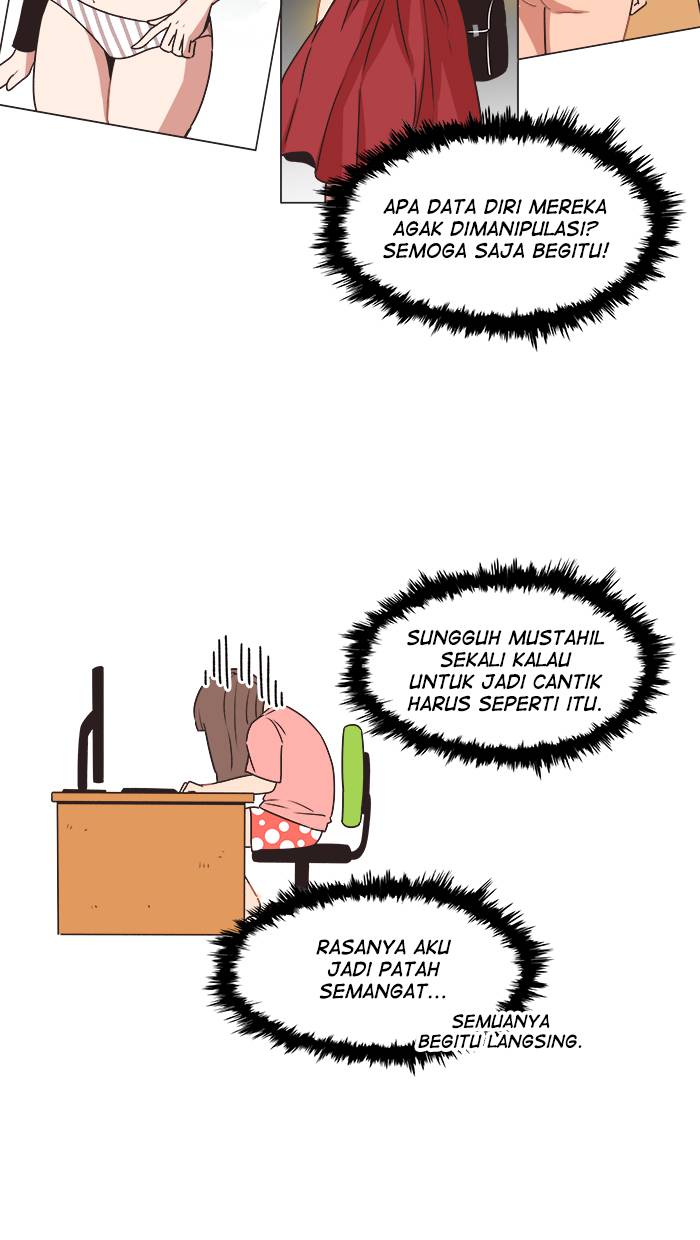 APA DATA DIRI MEREKA
AGAK DIMANIPULASI?
SEMOGA SAJA BEGITU!
SUNGGUH MUSTAHIL
SEKALI KALAU
UNTUK JADI CANTIK
HARUS SEPERTI ITU.
RASANYA AKU
JADI PATAH
SEMANGAT...
SEMUANYA
BEGITU LANGSING.